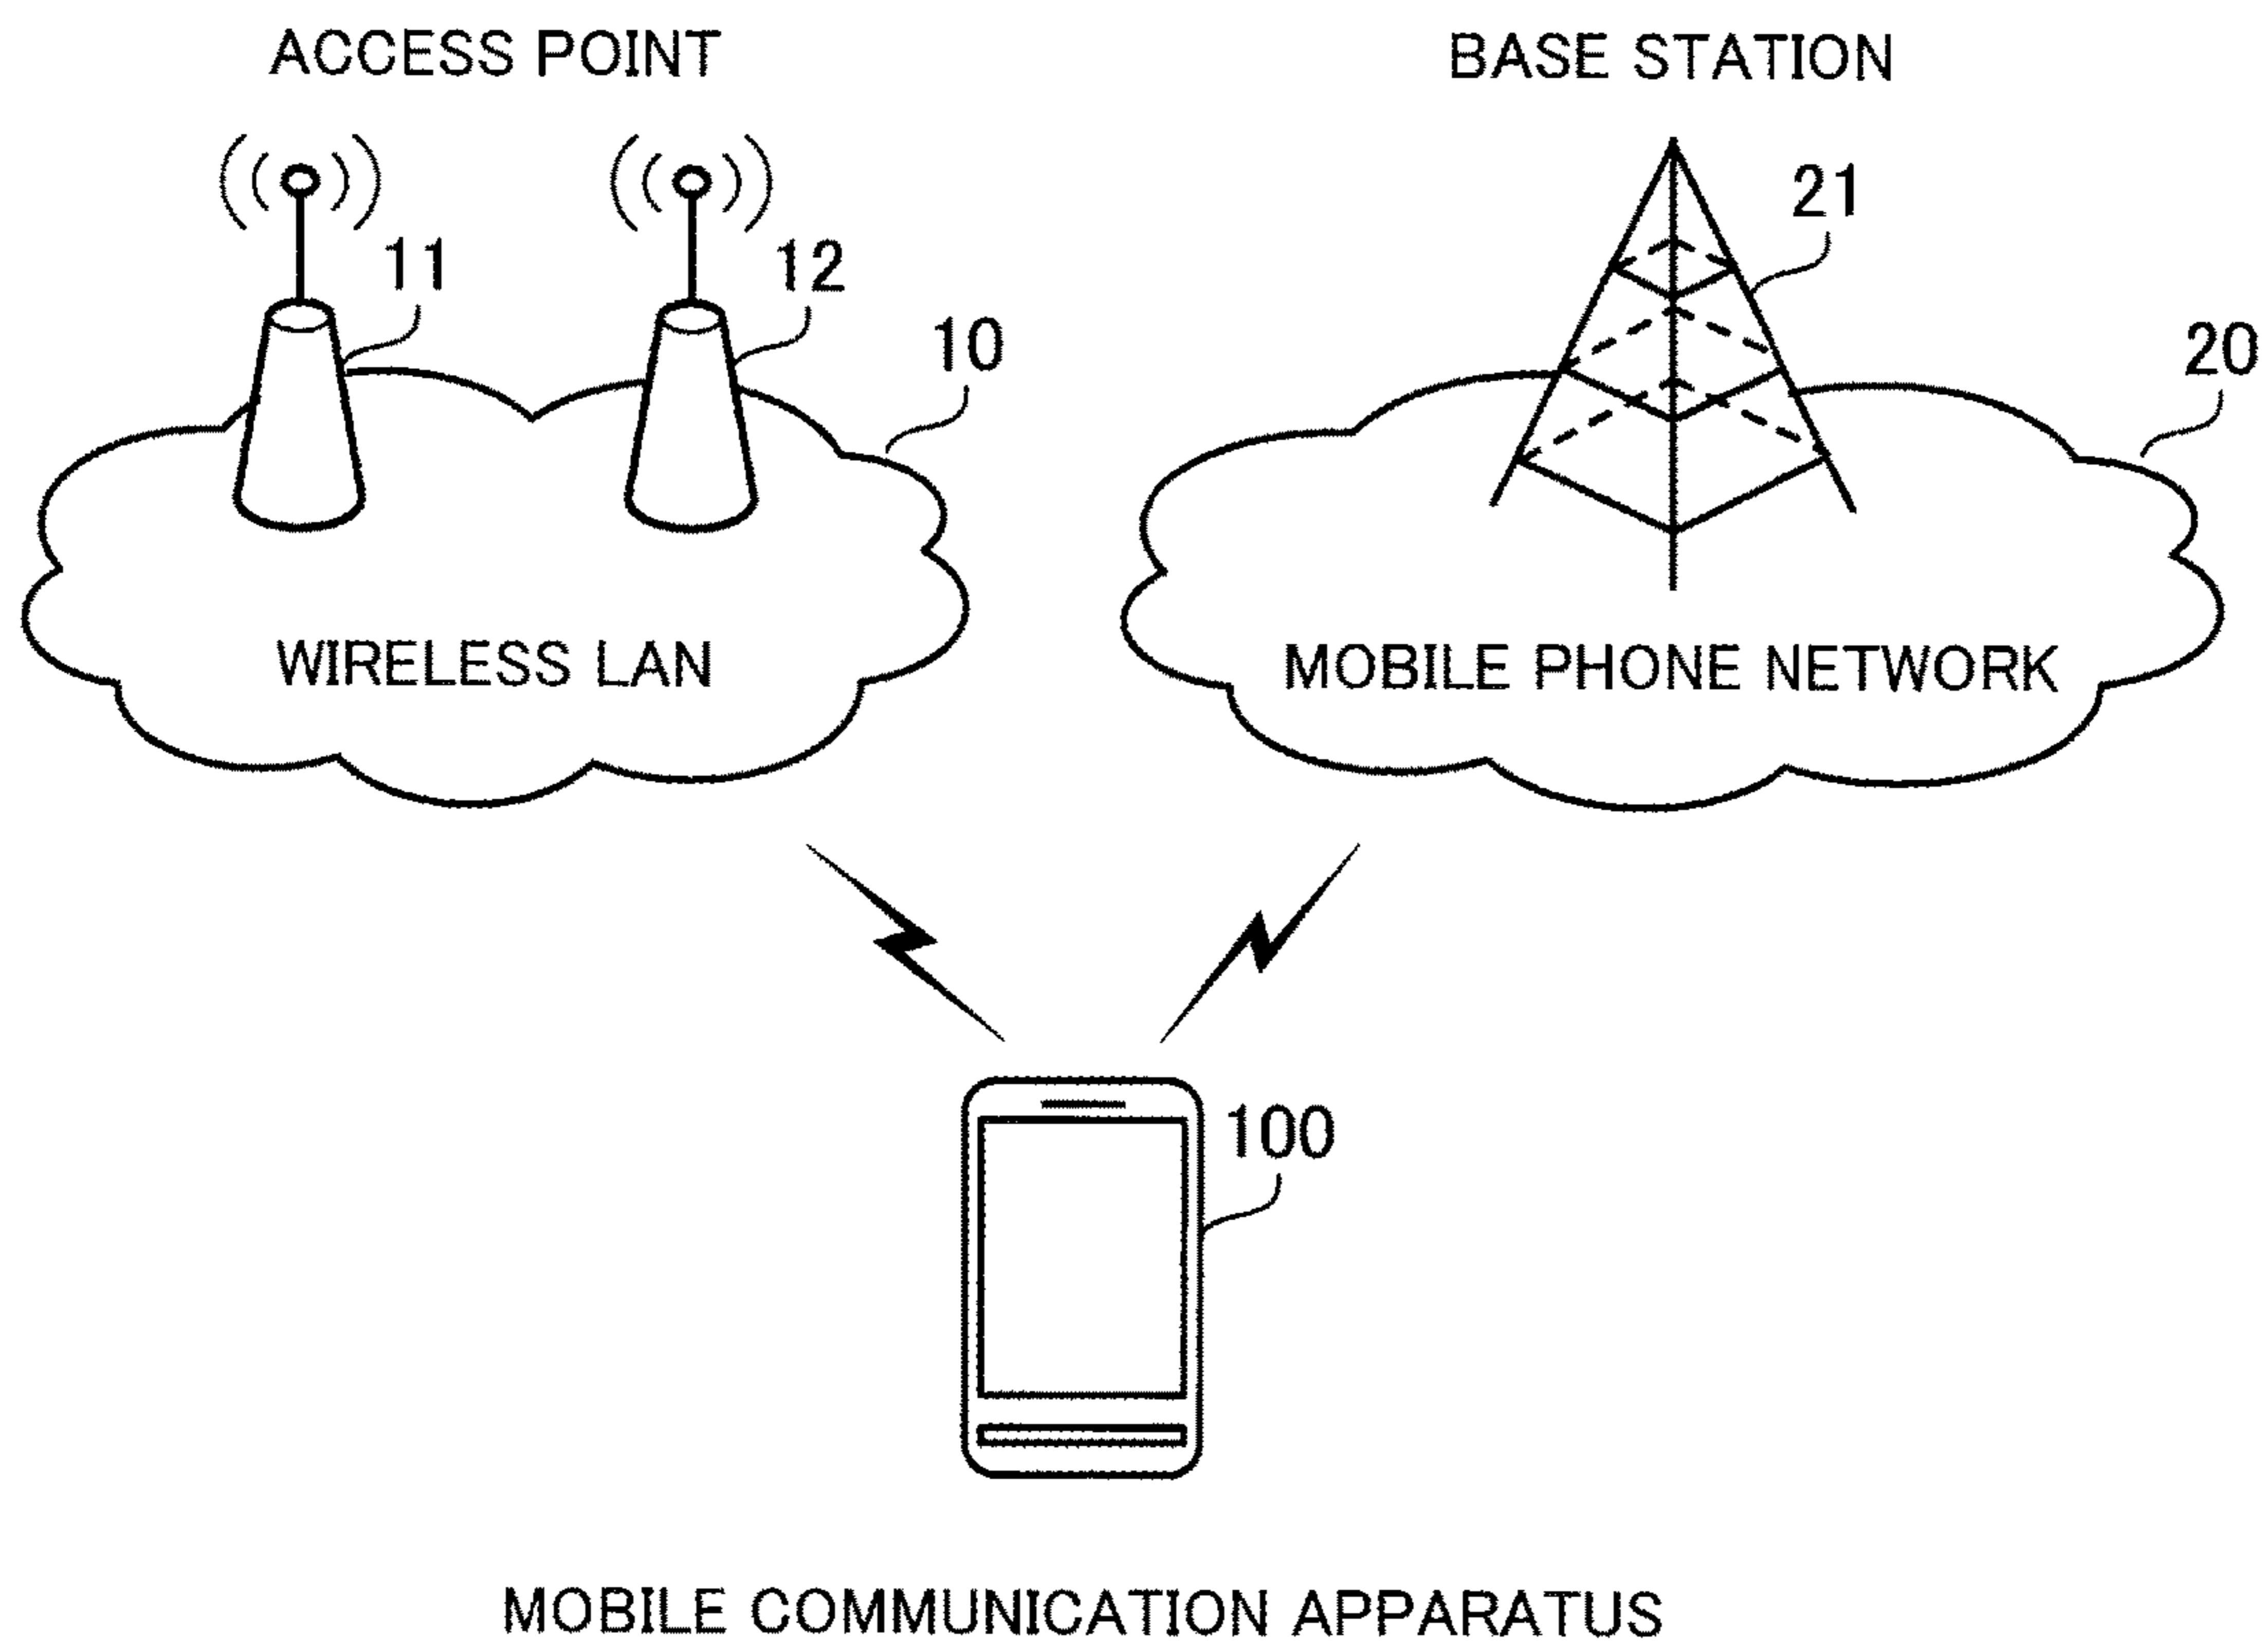 ACCESS POINT
BASE STATION
11
12
10
21
20
WIRELESS LAN
MOBILE PHONE NETWORK
100
MOBILE COMMUNICATION APPARATUS